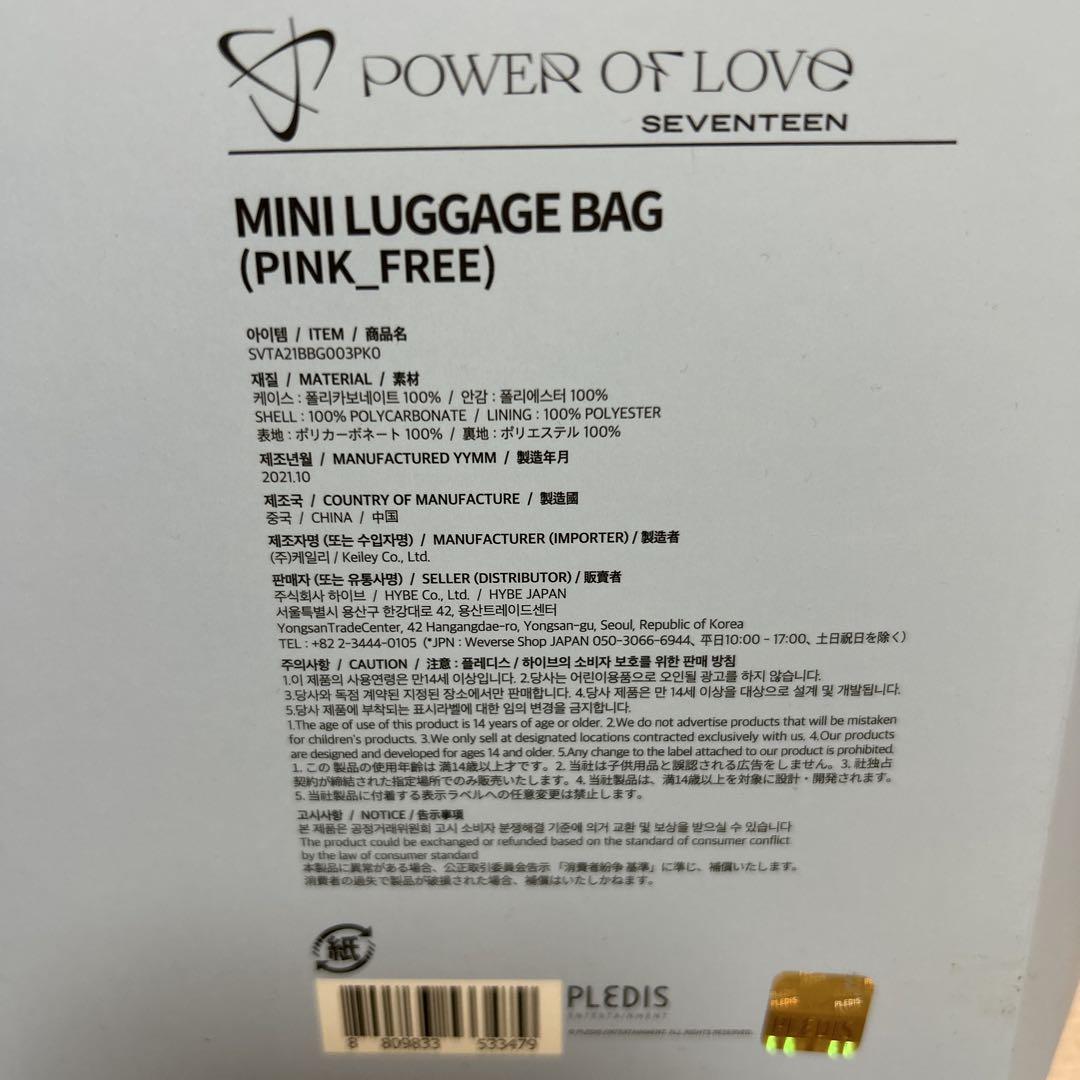 POWER OF LOVE
SEVENTEEN
MINI LUGGAGE BAG
(PINK_FREE)
아이템 / ITEM / 商品名
SVTA21BBG003PK0
재질 / MATERIAL / 素材
케이스 : 폴리카보네이트 100% / 안감 : 폴리에스터 100%
SHELL : 100% POLYCARBONATE / LINING : 100% POLYESTER
表地 : ポリカーボネート 100% / 裏地 : ポリエステル 100%
제조년월 / MANUFACTURED YYMM / 製造年月
2021.10
제조국 / COUNTRY OF MANUFACTURE / 製造國
중국 / CHINA / 中国
제조자명 (또는 수입자명) / MANUFACTURER (IMPORTER) / 製造者
(주)케일리 / Keiley Co., Ltd.
판매자 (또는 유통사명) / SELLER (DISTRIBUTOR) / 販賣者
주식회사 하이브 / HYBE Co., Ltd. / HYBE JAPAN
서울특별시 용산구 한강대로 42, 용산트레이드센터
YongsanTradeCenter, 42 Hangangdae-ro, Yongsan-gu, Seoul, Republic of Korea
TEL : +82 2-3444-0105 (*JPN : Weverse Shop JAPAN 050-3066-6944、平日10:00 - 17:00、土日祝日を除く)
주의사항 / CAUTION / 注意 : 플레디스 / 하이브의 소비자 보호를 위한 판매 방침
1.이 제품의 사용연령은 만14세 이상입니다. 2.당사는 어린이용품으로 오인될 광고를 하지 않습니다.
3.당사와 독점 계약된 지정된 장소에서만 판매합니다. 4.당사 제품은 만 14세 이상을 대상으로 설계 및 개발됩니다.
5.당사 제품에 부착되는 표시라벨에 대한 임의 변경을 금지합니다.
1.The age of use of this product is 14 years of age or older. 2.We do not advertise products that will be mistaken
for children's products. 3.We only sell at designated locations contracted exclusively with us. 4.Our products
are designed and developed for ages 14 and older. 5.Any change to the label attached to our product is prohibited.
1. この 製品の使用年齢は 満14歳以上才です。2. 当社は子供用品と誤認される広告をしません。3. 社独占
契約が締結された指定場所でのみ販売いたします。4. 当社製品は、満14歳以上を対象に設計・開発されます。
5. 当社製品に付着する表示ラベルへの任意変更は禁止します。
고시사항 / NOTICE / 告示事項
본 제품은 공정거래위원회 고시 소비자 분쟁해결 기준에 의거 교환 및 보상을 받으실 수 있습니다
The product could be exchanged or refunded based on the standard of consumer conflict
by the law of consumer standard
本製品に異常がある場合、公正取引委員会告示 「消費者紛争 基準」に準じ、補償いたします。
消費者の過失で製品が破損された場合、補償はいたしかねます。
紙
8 809833 533479
PLEDIS
ENTERTAINMENT
© PLEDIS ENTERTAINMENT. ALL RIGHTS RESERVED.
PLEDIS PLEDIS
PLEDIS